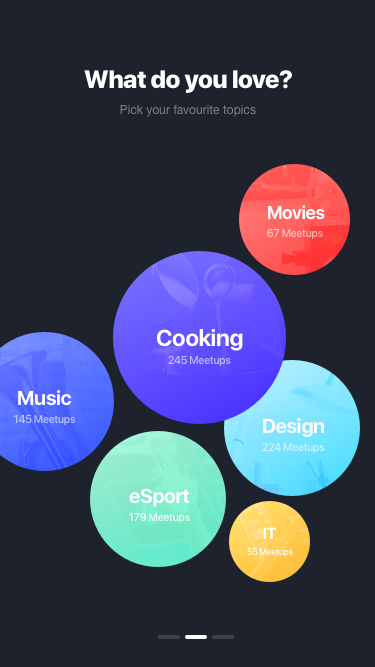 What do you love?
Pick your favourite topics
Movies
67 Meetups
Cooking
245 Meetups
Music
145 Meetups
Design
224 Meetups
eSport
179 Meetups
IT
55 Meetups